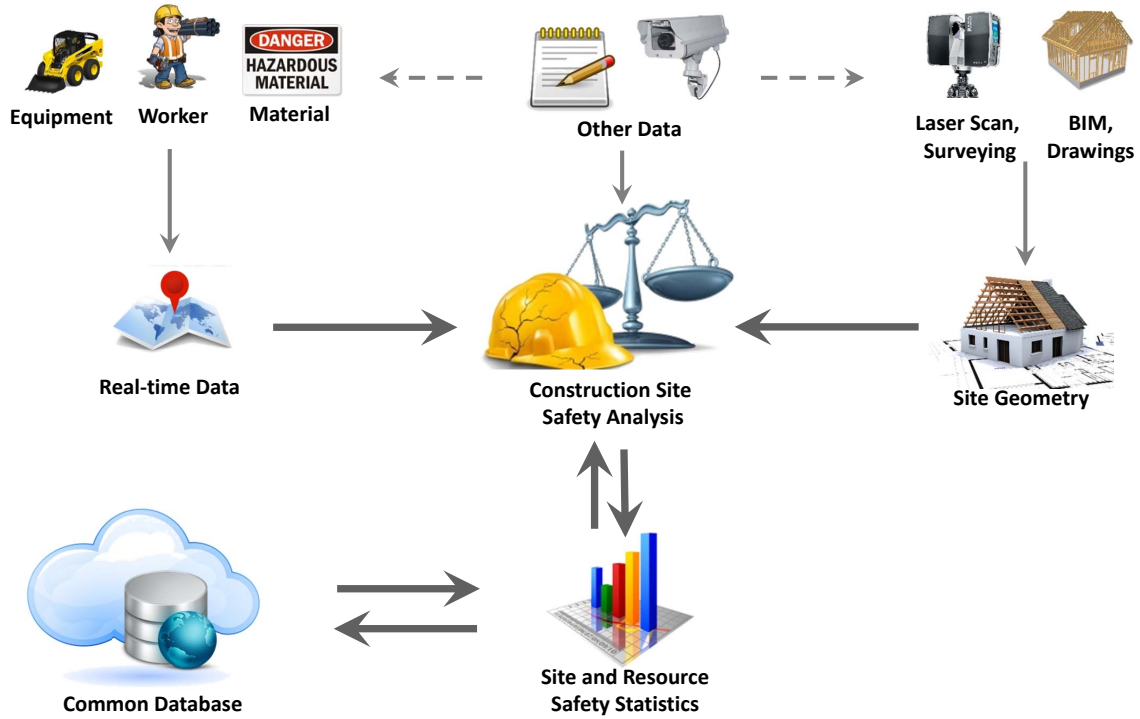 DANGER
HAZARDOUS
MATERIAL
Equipment
Worker
Material
Other Data
Laser Scan,
Surveying
BIM,
Drawings
Real-time Data
Construction Site
Safety Analysis
Site Geometry
Common Database
Site and Resource
Safety Statistics